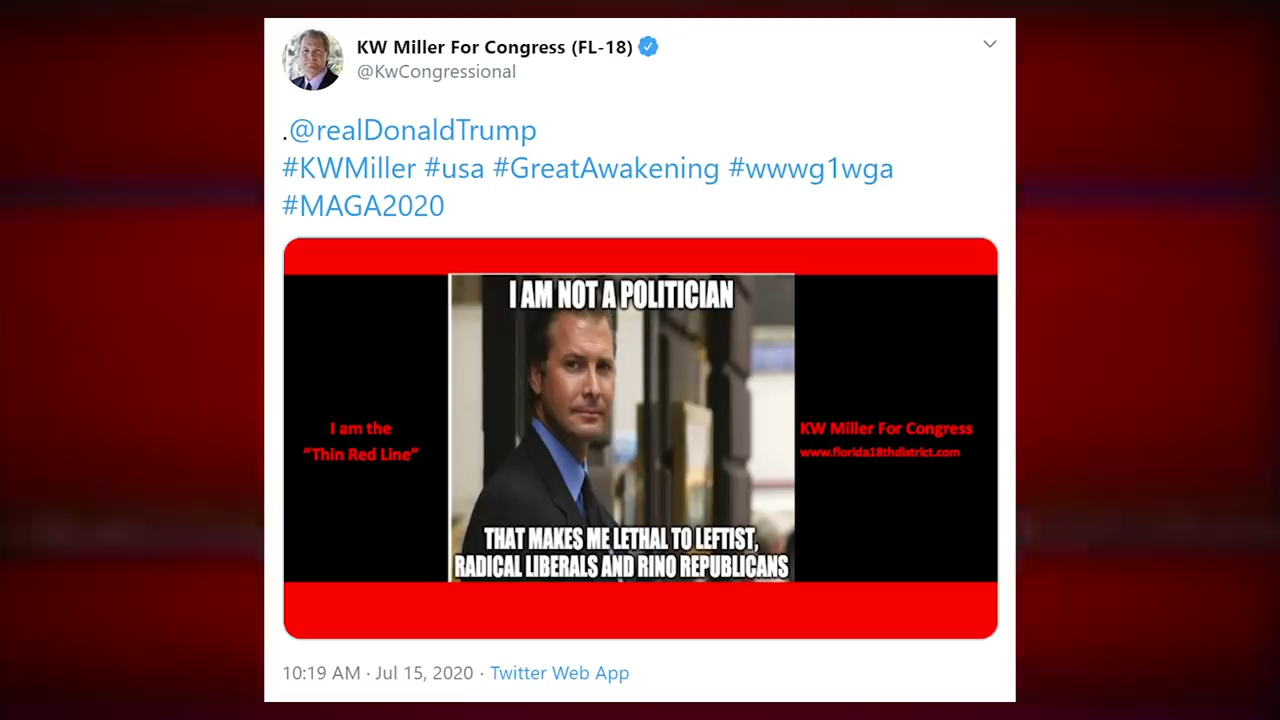 KW Miller For Congress (FL-18)
@KwCongressional
.@realDonaldTrump
#KWMiller #usa #GreatAwakening #wwwg1wga
#MAGA2020
I AM NOT A POLITICIAN
I am the
“Thin Red Line”
KW Miller For Congress
www.florida18thdistrict.com
THAT MAKES ME LETHAL TO LEFTIST,
RADICAL LIBERALS AND RINO REPUBLICANS
10:19 AM · Jul 15, 2020 · Twitter Web App